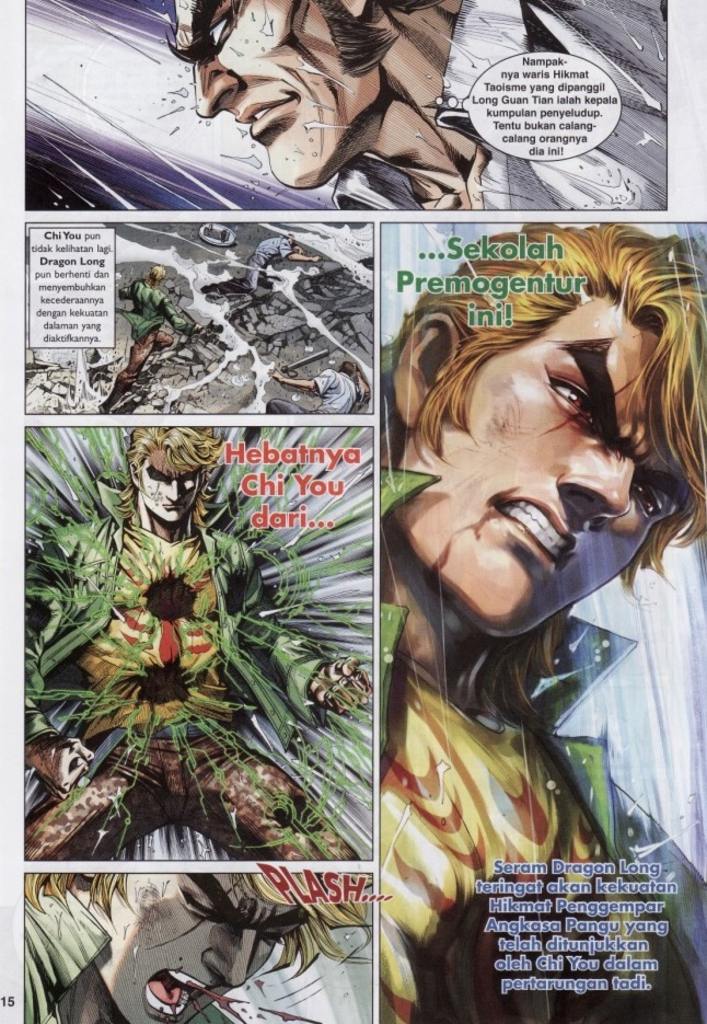 Nampak-
nya waris Hikmat
Taoisme yang dipanggil
Long Guan Tian ialah kepala
kumpulan penyeludup.
Tentu bukan calang-
calang orangnya
dia ini!
Chi You pun
tidak kelihatan lagi.
Dragon Long
pun berhenti dan
menyembuhkan
kecederaannya
dengan kekuatan
dalaman yang
diaktifkannya.
Hebatnya
Chi You
dari...
...Sekolah
Premogentur
ini!
PLASH....
Seram Dragon Long
teringat akan kekuatan
Hikmat Penggempar
Angkasa Pangu yang
telah ditunjukkan
oleh Chi You dalam
pertarungan tadi.
15